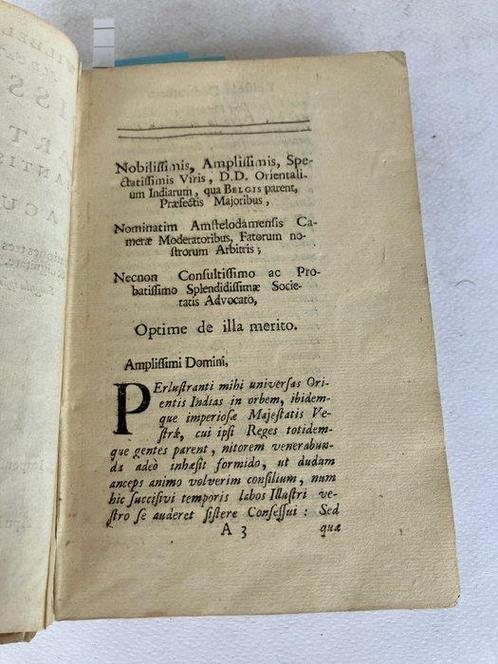 Nobilissimis, Amplissimis, Spe-
ctatissimis Viris, D.D. Orientali-
um Indiarum, qua BELGIS parent,
Præfectis Majoribus,
Nominatim Amstelodamensis Ca-
meræ Moderatoribus, Fatorum no-
strorum Arbitris;
Necnon Consultissimo ac Pro-
batissimo Splendidissimæ Socie-
tatis Advocato,
Optime de illa merito.
Amplissimi Domini,
PErlustranti mihi universas Ori-
entis Indias in orbem, ibidem-
que imperiosæ Majestatis Ve-
stræ, cui ipsi Reges totidem-
que gentes parent, nitorem venerabun-
da adeò inhæsit formido, ut dudum
anceps animo volverim consilium, num
hic succisivi temporis labos Illustri ve-
stro se auderet sistere Consessui: Sed
A 3 quæ